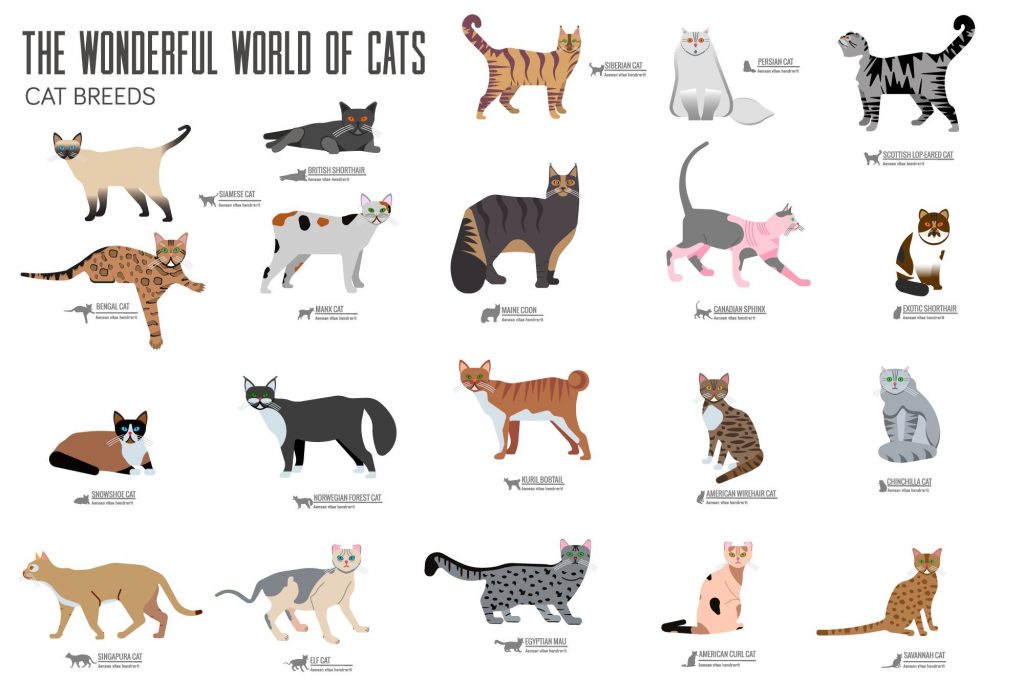 THE WONDERFUL WORLD OF CATS
CAT BREEDS
SIBERIAN CAT
Aenean vitae hendrerit
PERSIAN CAT
Aenean vitae hendrerit
SCOTTISH LOP-EARED CAT
Aenean vitae hendrerit
BRITISH SHORTHAIR
Aenean vitae hendrerit
SIAMESE CAT
Aenean vitae hendrerit
BENGAL CAT
Aenean vitae hendrerit
MANX CAT
Aenean vitae hendrerit
MAINE COON
Aenean vitae hendrerit
CANADIAN SPHINX
Aenean vitae hendrerit
EXOTIC SHORTHAIR
Aenean vitae hendrerit
SNOWSHOE CAT
Aenean vitae hendrerit
NORWEGIAN FOREST CAT
Aenean vitae hendrerit
KURIL BOBTAIL
Aenean vitae hendrerit
AMERICAN WIREHAIR CAT
Aenean vitae hendrerit
CHINCHILLA CAT
Aenean vitae hendrerit
SINGAPURA CAT
Aenean vitae hendrerit
ELF CAT
Aenean vitae hendrerit
EGYPTIAN MAU
Aenean vitae hendrerit
AMERICAN CURL CAT
Aenean vitae hendrerit
SAVANNAH CAT
Aenean vitae hendrerit